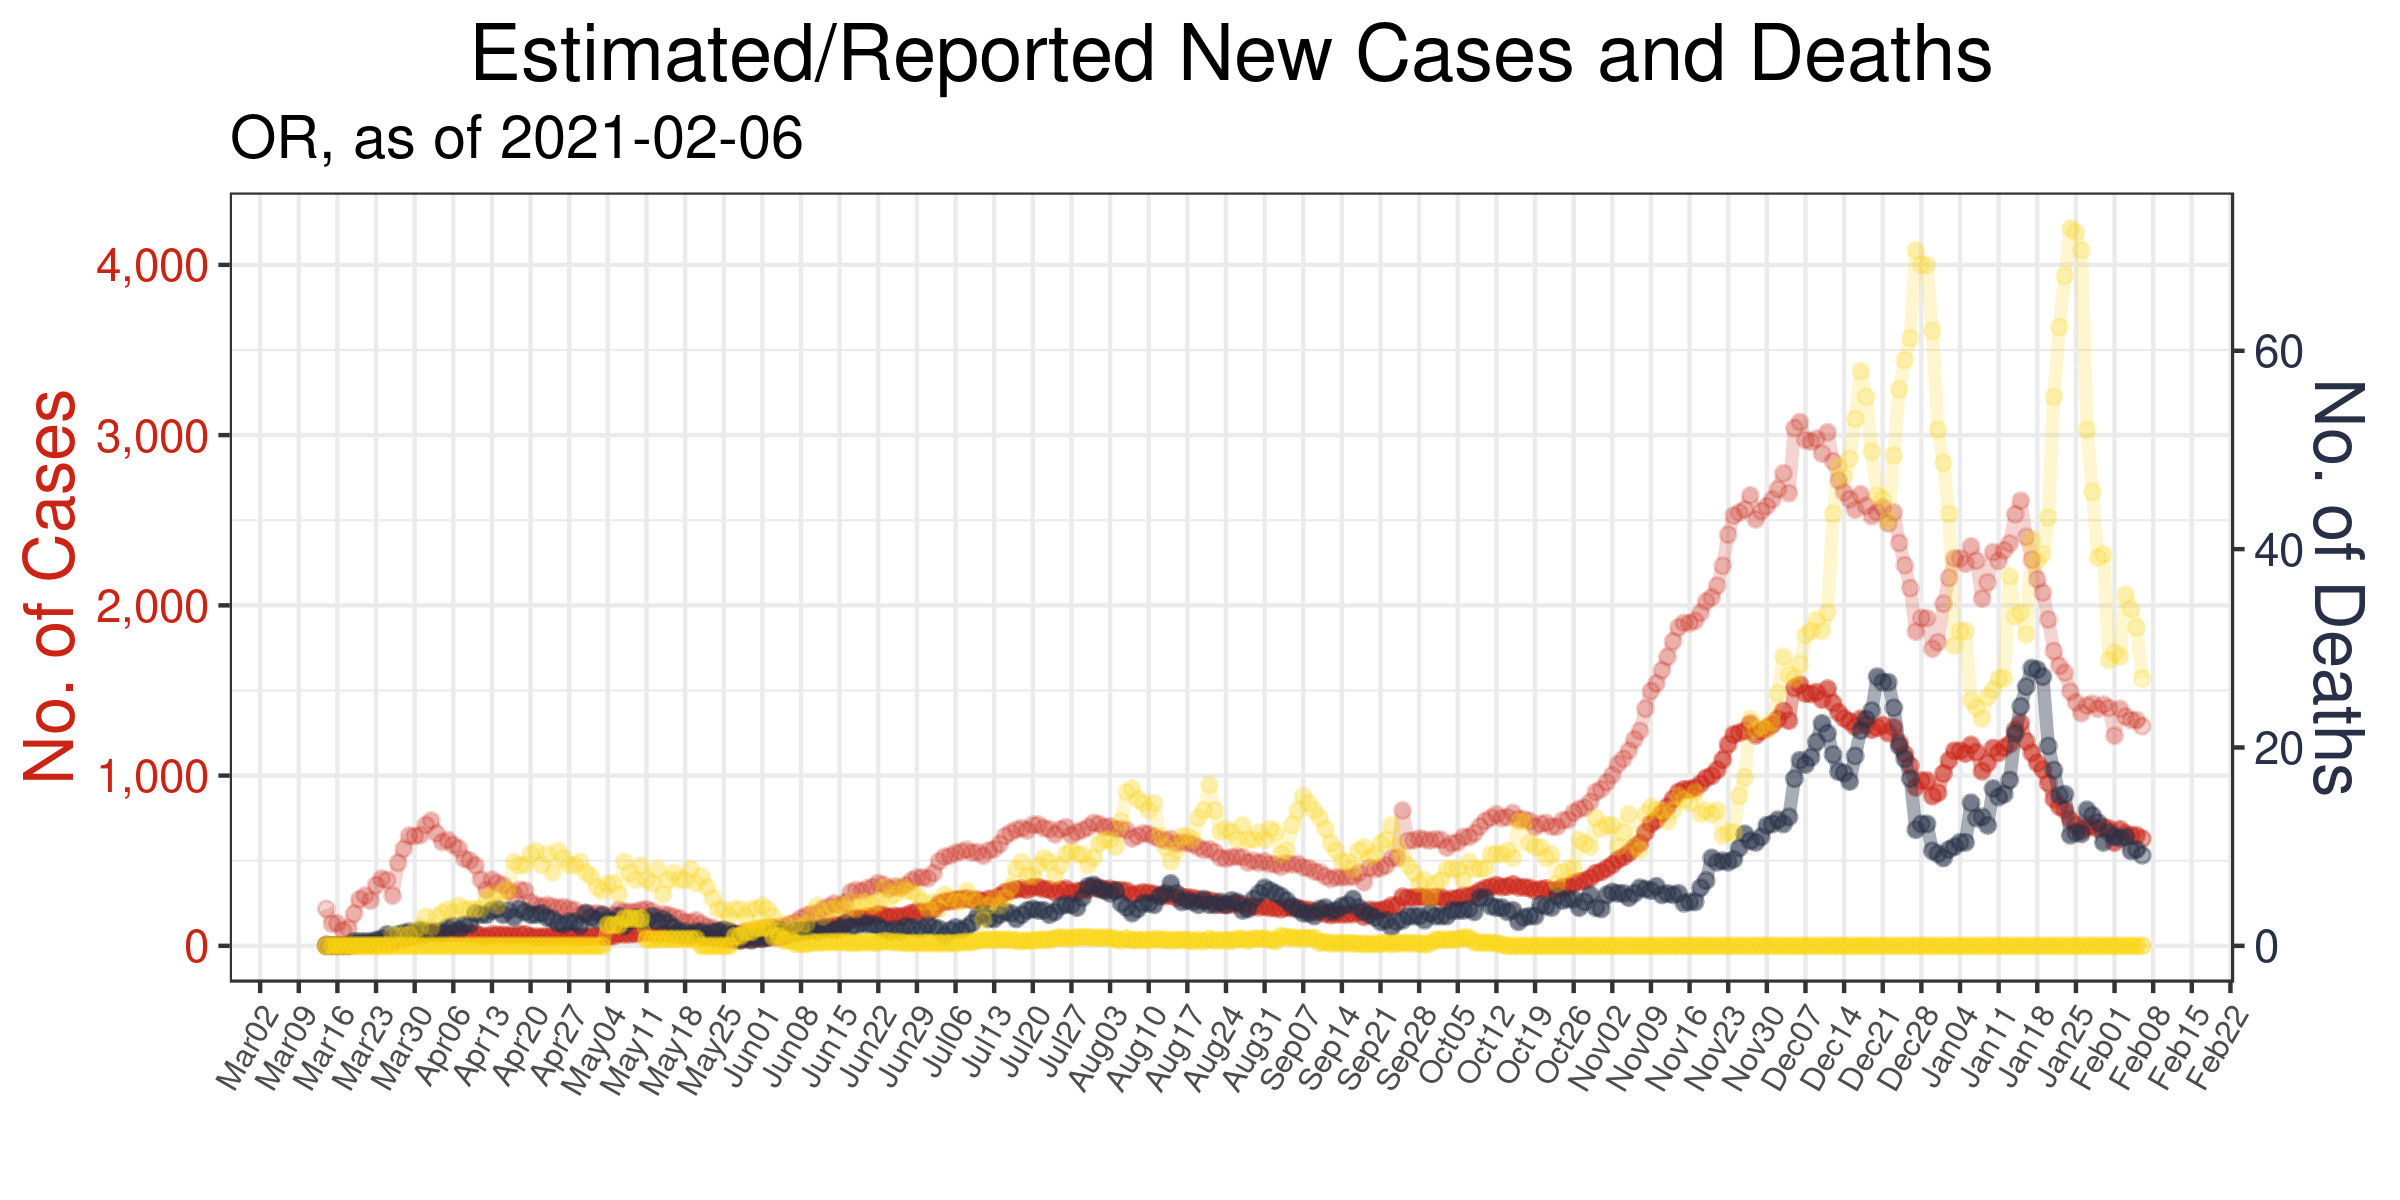 Estimated/Reported New Cases and Deaths
OR, as of 2021-02-06
No. of Cases
4,000
3,000
2,000
1,000
0
60
40
20
0
No. of Deaths
Mar02
Mar09
Mar16
Mar23
Mar30
Apr06
Apr13
Apr20
Apr27
May04
May11
May18
May25
Jun01
Jun08
Jun15
Jun22
Jun29
Jul06
Jul13
Jul20
Jul27
Aug03
Aug10
Aug17
Aug24
Aug31
Sep07
Sep14
Sep21
Sep28
Oct05
Oct12
Oct19
Oct26
Nov02
Nov09
Nov16
Nov23
Nov30
Dec07
Dec14
Dec21
Dec28
Jan04
Jan11
Jan18
Jan25
Feb01
Feb08
Feb15
Feb22